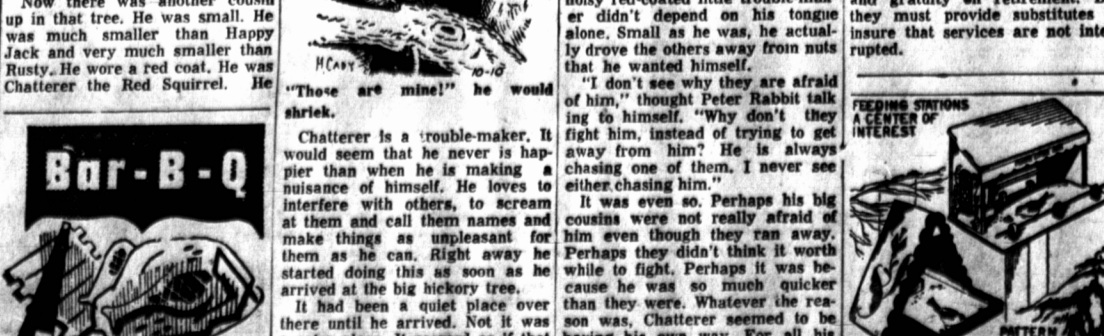 Now there was another cousin
up in that tree. He was small. He
was much smaller than Happy
Jack and very much smaller than
Rusty. He wore a red coat. He was
Chatterer the Red Squirrel. He
Bar-B-Q
McADY
10-10
"Those are mine!" he would
shriek.
Chatterer is a trouble-maker. It
would seem that he never is hap-
pier than when he is making a
nuisance of himself. He loves to
interfere with others, to scream
at them and call them names and
make things as unpleasant for
them as he can. Right away he
started doing this as soon as he
arrived at the big hickory tree.
It had been a quiet place over
there until he arrived. Not it was
noisy red-coated little
er didn't depend on his tongue
alone. Small as he was, he actual-
ly drove the others away from nuts
that he wanted himself.
"I don't see why they are afraid
of him," thought Peter Rabbit talk
ing to himself. "Why don't they
fight him, instead of trying to get
away from him? He is always
chasing one of them. I never see
either chasing him."
It was even so. Perhaps his big
cousins were not really afraid of
him even though they ran away.
Perhaps they didn't think it worth
while to fight. Perhaps it was be-
cause he was so much quicker
than they were. Whatever the rea-
son was, Chatterer seemed to be
having his own way. For all his
and gratuity on retirement.
they must provide substitutes
insure that services are not
rupted.
FEEDING STATIONS
A CENTER OF
INTEREST